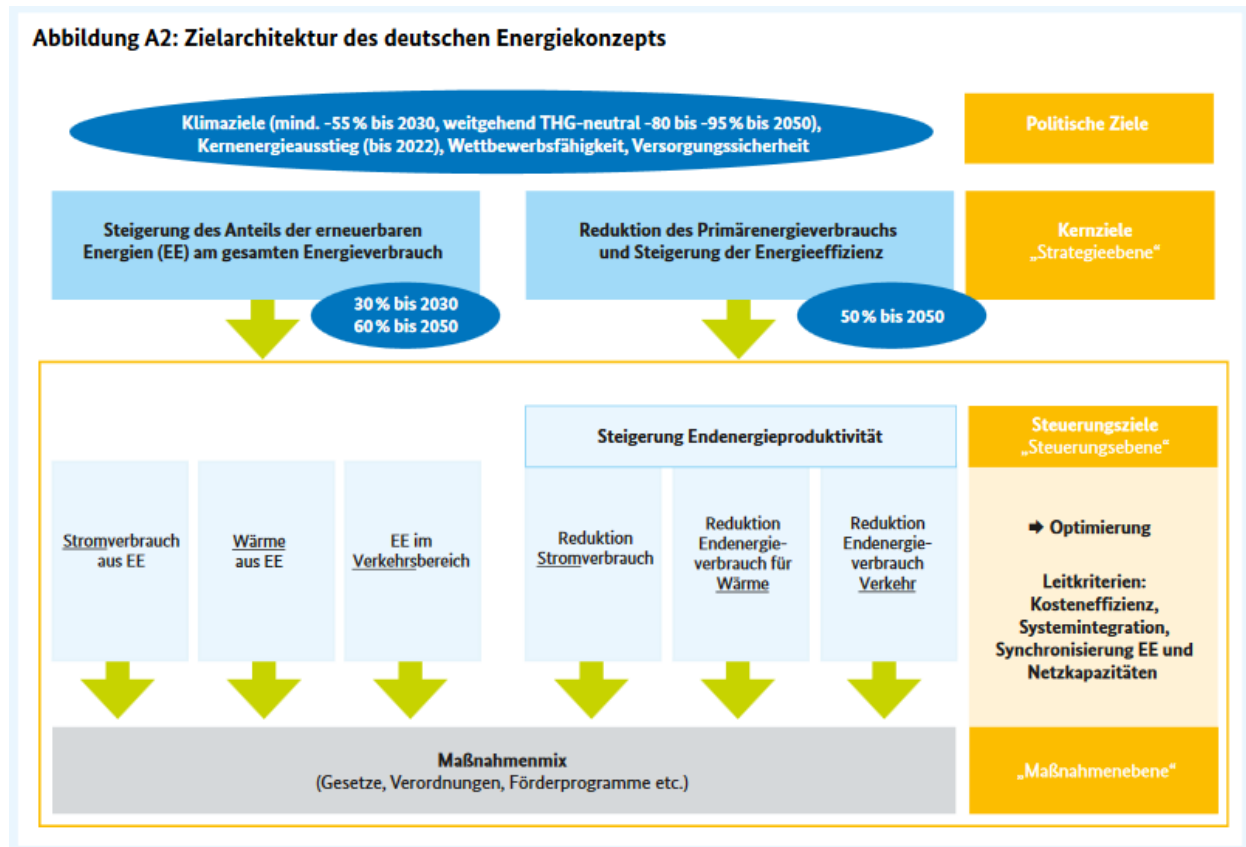 Abbildung A2: Zielarchitektur des deutschen Energiekonzepts
Klimaziele (mind. -55 % bis 2030, weitgehend THG-neutral -80 bis -95 % bis 2050),
Kernenergieausstieg (bis 2022), Wettbewerbsfähigkeit, Versorgungssicherheit
Politische Ziele
Steigerung des Anteils der erneuerbaren
Energien (EE) am gesamten Energieverbrauch
Reduktion des Primärenergieverbrauchs
und Steigerung der Energieeffizienz
Kernziele
„Strategieebene“
30 % bis 2030
60 % bis 2050
50 % bis 2050
Steigerung Endenergieproduktivität
Steuerungsziele
„Steuerungsebene“
Stromverbrauch
aus EE
Wärme
aus EE
EE im
Verkehrsbereich
Reduktion
Stromverbrauch
Reduktion
Endenergie-
verbrauch für
Wärme
Reduktion
Endenergie-
verbrauch
Verkehr
➔ Optimierung
Leitkriterien:
Kosteneffizienz,
Systemintegration,
Synchronisierung EE und
Netzkapazitäten
Maßnahmenmix
(Gesetze, Verordnungen, Förderprogramme etc.)
„Maßnahmenebene“